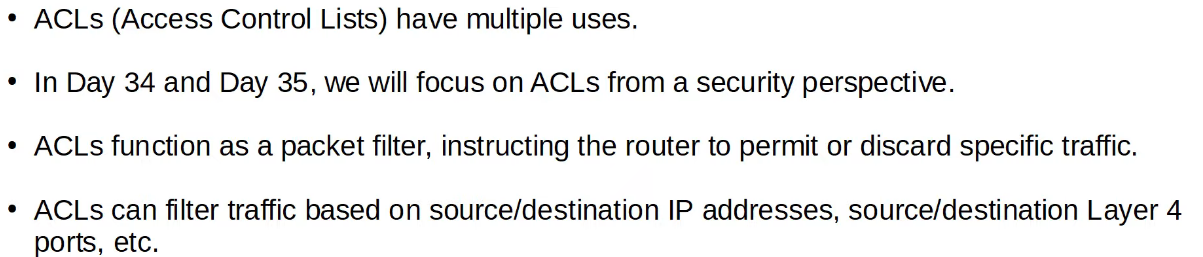 • ACLs (Access Control Lists) have multiple uses.
• In Day 34 and Day 35, we will focus on ACLs from a security perspective.
• ACLs function as a packet filter, instructing the router to permit or discard specific traffic.
• ACLs can filter traffic based on source/destination IP addresses, source/destination Layer 4
ports, etc.